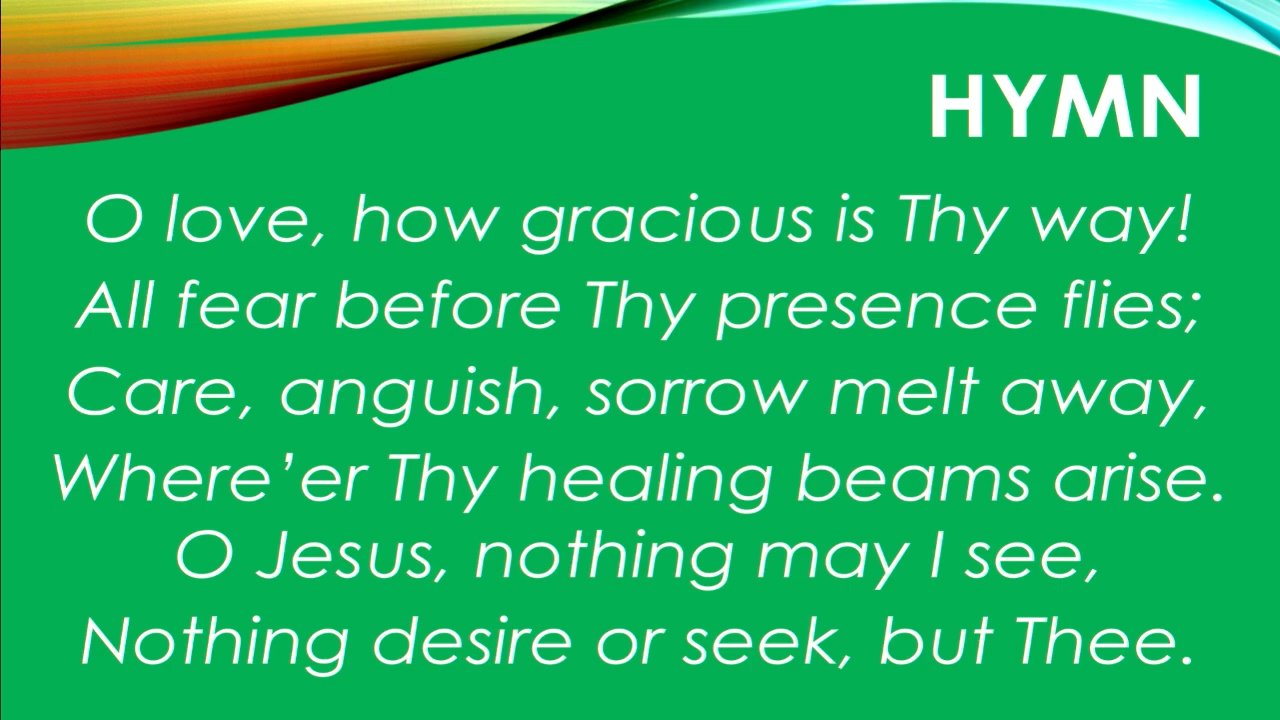 HYMN
O love, how gracious is Thy way!
All fear before Thy presence flies;
Care, anguish, sorrow melt away,
Where’er Thy healing beams arise.
O Jesus, nothing may I see,
Nothing desire or seek, but Thee.